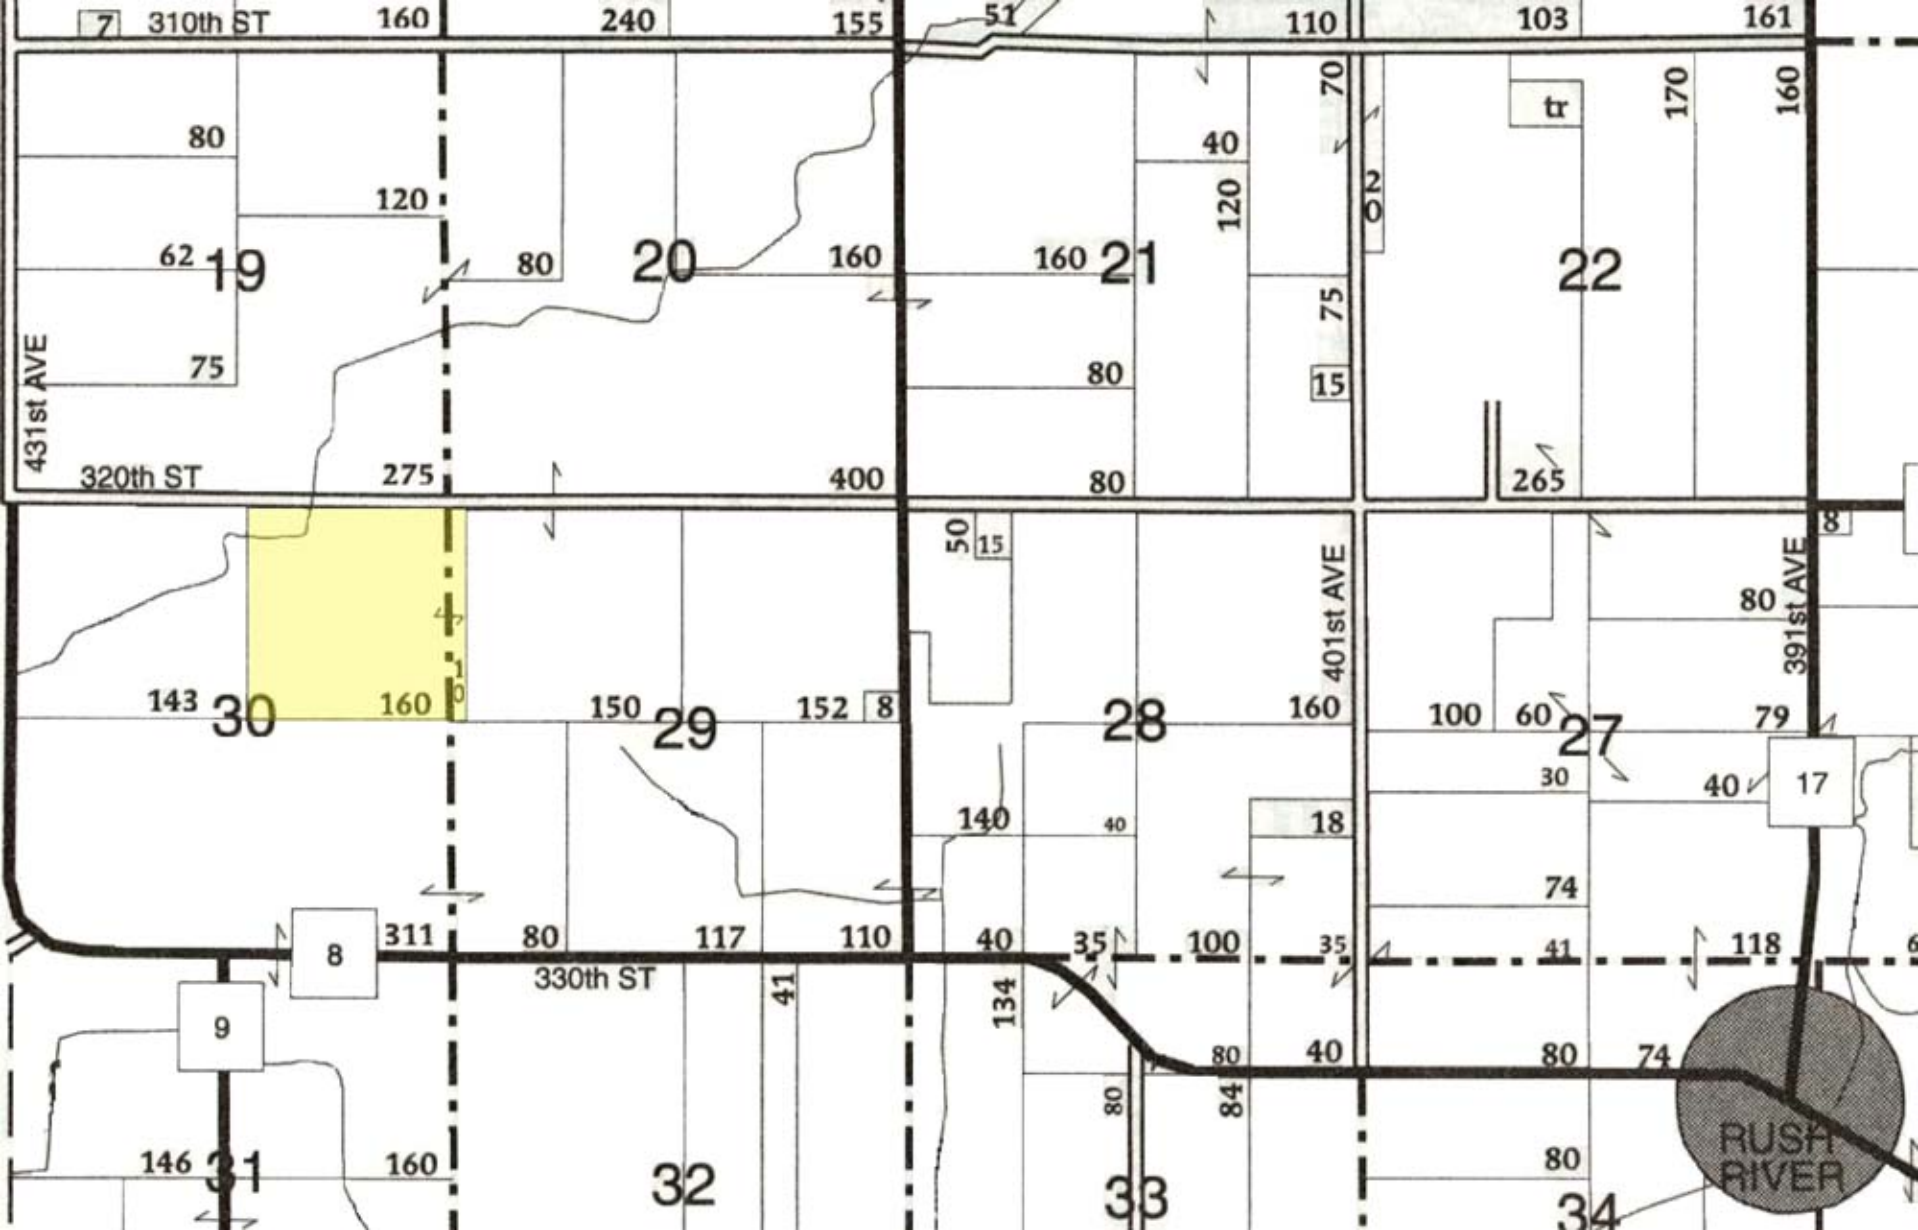 7 310th ST 160 240 155 51 110 103 161
70 170 160
80 40 tr
120 120 20
62 19 80 20 160 160 21 22
75 80 75 15
431st AVE
320th ST 275 400 80 265
50 15 8
401st AVE 391st AVE 80
10
143 30 160 150 29 152 8 28 160 100 60 27 79
30 40 17
140 40 18
74
8 311 80 117 110 40 35 100 35 41 118 6
330th ST 41 134
9
80 40 80 74
80 84
146 31 160 32 33 80 34
RUSH
RIVER